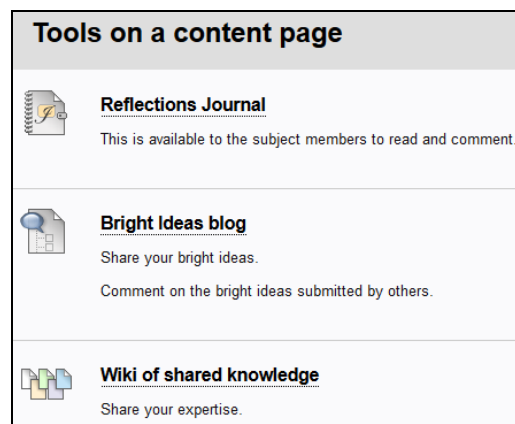 Tools on a content page
Reflections Journal
This is available to the subject members to read and comment.
Bright Ideas blog
Share your bright ideas.
Comment on the bright ideas submitted by others.
Wiki of shared knowledge
Share your expertise.